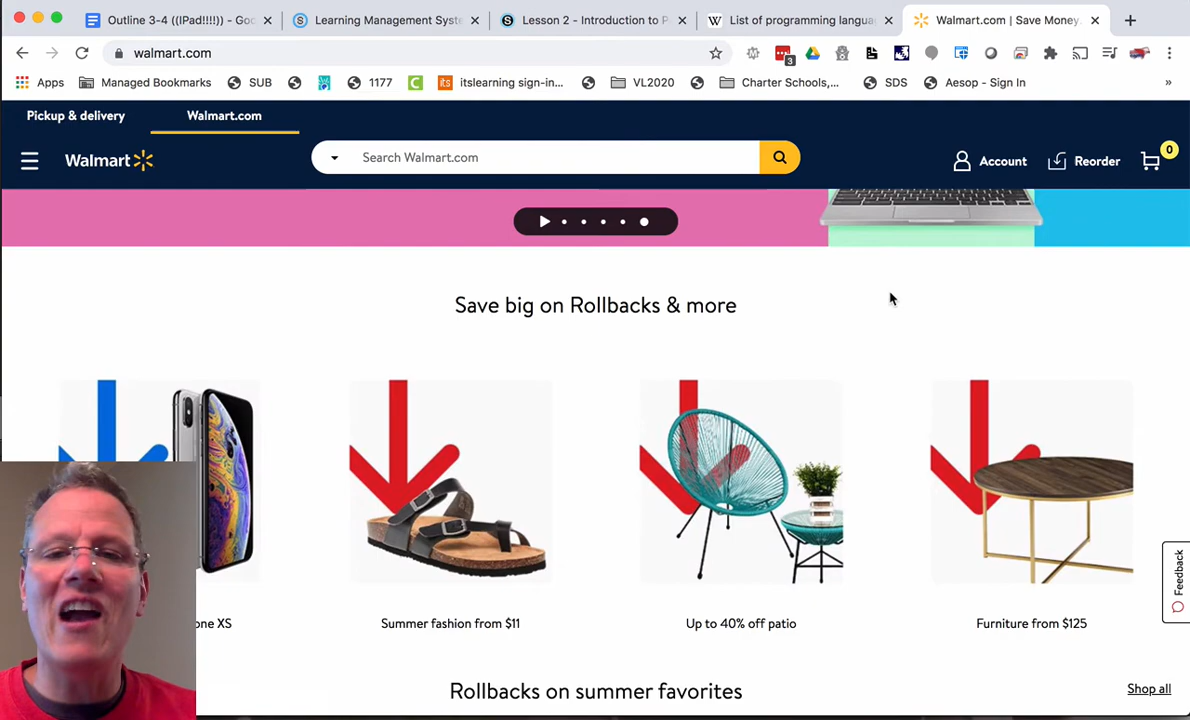 Outline 3-4 ((IPad!!!!)) - Goo
Learning Management Syste
Lesson 2 - Introduction to P
List of programming langua
Walmart.com | Save Money.
walmart.com
3
Apps
Managed Bookmarks
SUB
1177
its
itslearning sign-in...
VL2020
Charter Schools,...
SDS
Aesop - Sign In
»
Pickup & delivery
Walmart.com
Walmart
Search Walmart.com
Account
Reorder
0
Save big on Rollbacks & more
one XS
Summer fashion from $11
Up to 40% off patio
Furniture from $125
Feedback
Rollbacks on summer favorites
Shop all